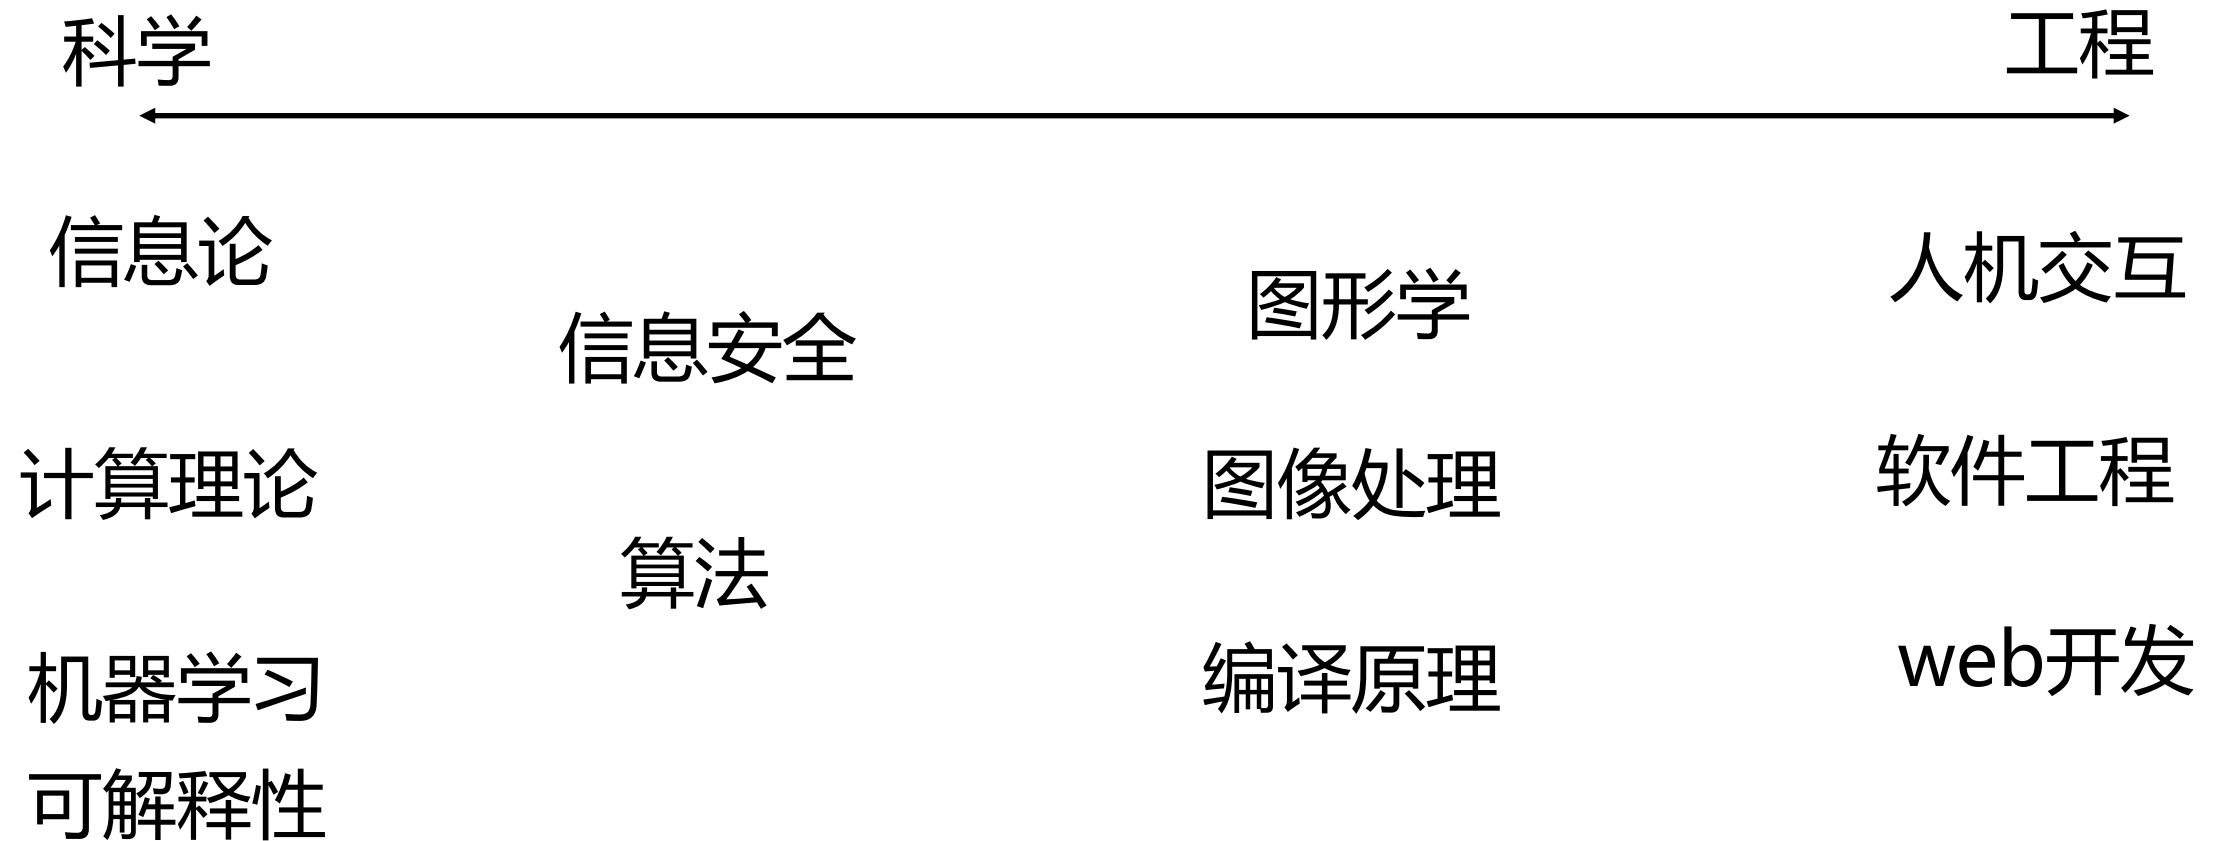 科学
工程
信息论
人机交互
图形学
信息安全
软件工程
计算理论
图像处理
算法
web开发
编译原理
机器学习
可解释性